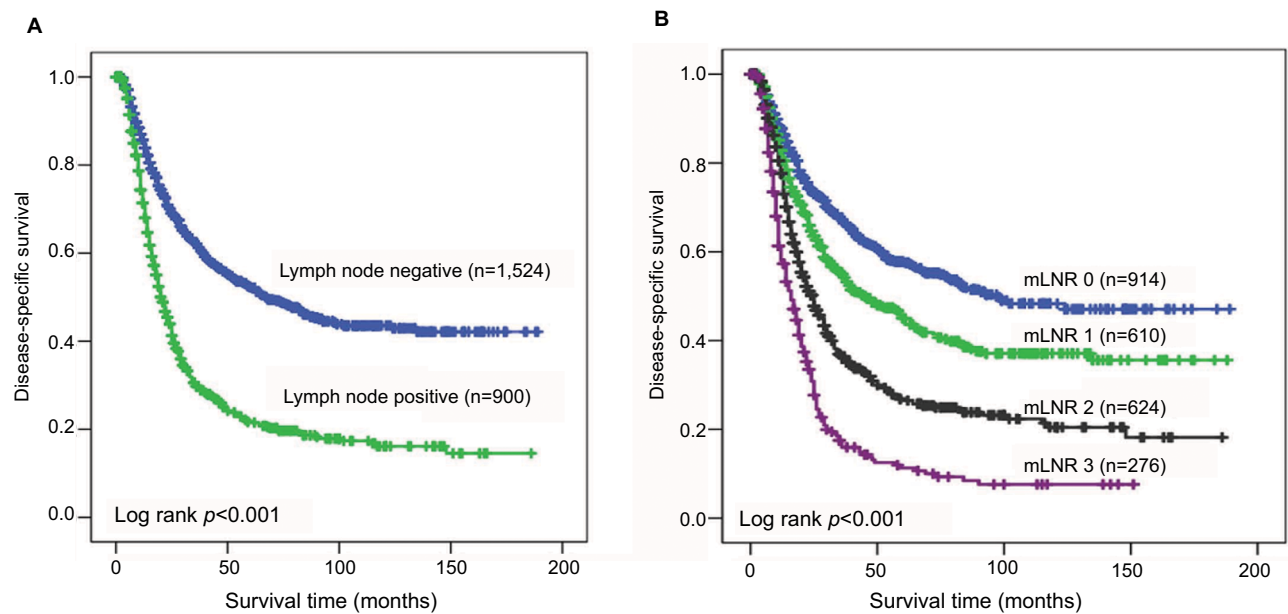 A
Disease-specific survival
1.0
0.8
0.6
0.4
0.2
0.0
Lymph node negative (n=1,524)
Lymph node positive (n=900)
Log rank p<0.001
0 50 100 150 200
Survival time (months)
B
Disease-specific survival
1.0
0.8
0.6
0.4
0.2
0.0
mLNR 0 (n=914)
mLNR 1 (n=610)
mLNR 2 (n=624)
mLNR 3 (n=276)
Log rank p<0.001
0 50 100 150 200
Survival time (months)